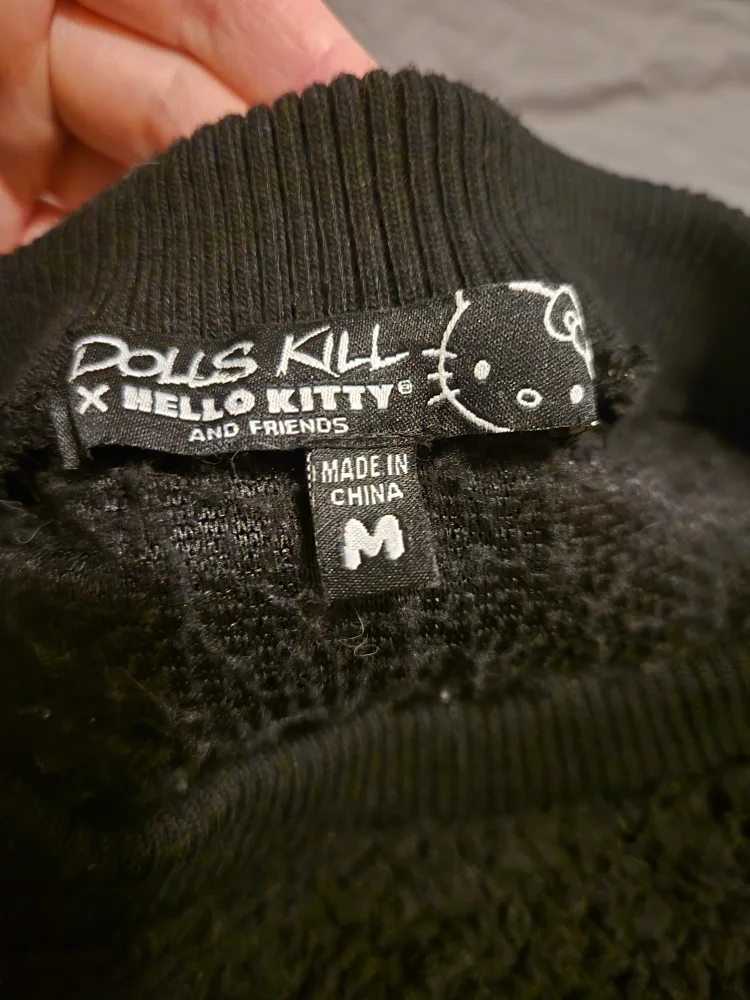 DOLLS KILL
X HELLO KITTY®
AND FRIENDS
MADE IN
CHINA
M